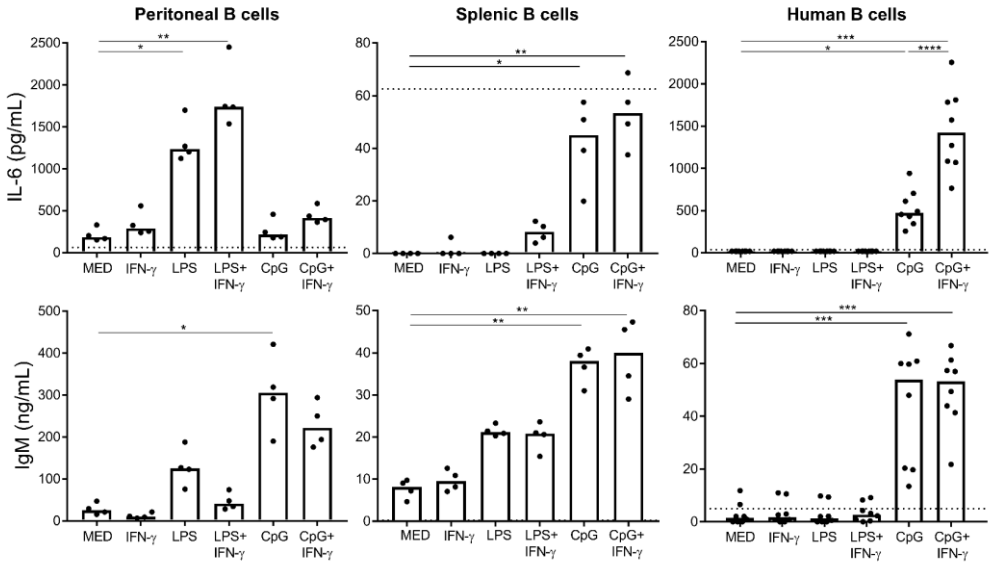 Peritoneal B cells
Splenic B cells
Human B cells
IL-6 (pg/mL)
2500
2000
1500
1000
500
0
**
*
MED
IFN-γ
LPS
LPS+
IFN-γ
CpG
CpG+
IFN-γ
80
60
40
20
0
**
*
MED
IFN-γ
LPS
LPS+
IFN-γ
CpG
CpG+
IFN-γ
2500
2000
1500
1000
500
0
***
*
****
MED
IFN-γ
LPS
LPS+
IFN-γ
CpG
CpG+
IFN-γ
IgM (ng/mL)
500
400
300
200
100
0
*
MED
IFN-γ
LPS
LPS+
IFN-γ
CpG
CpG+
IFN-γ
50
40
30
20
10
0
**
**
MED
IFN-γ
LPS
LPS+
IFN-γ
CpG
CpG+
IFN-γ
80
60
40
20
0
***
***
MED
IFN-γ
LPS
LPS+
IFN-γ
CpG
CpG+
IFN-γ